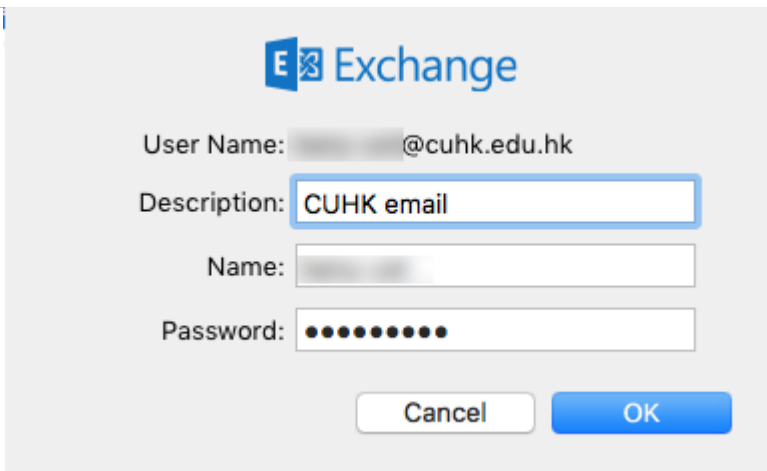 E Exchange
User Name: @cuhk.edu.hk
Description: CUHK email
Name:
Password: •••••••••
Cancel OK